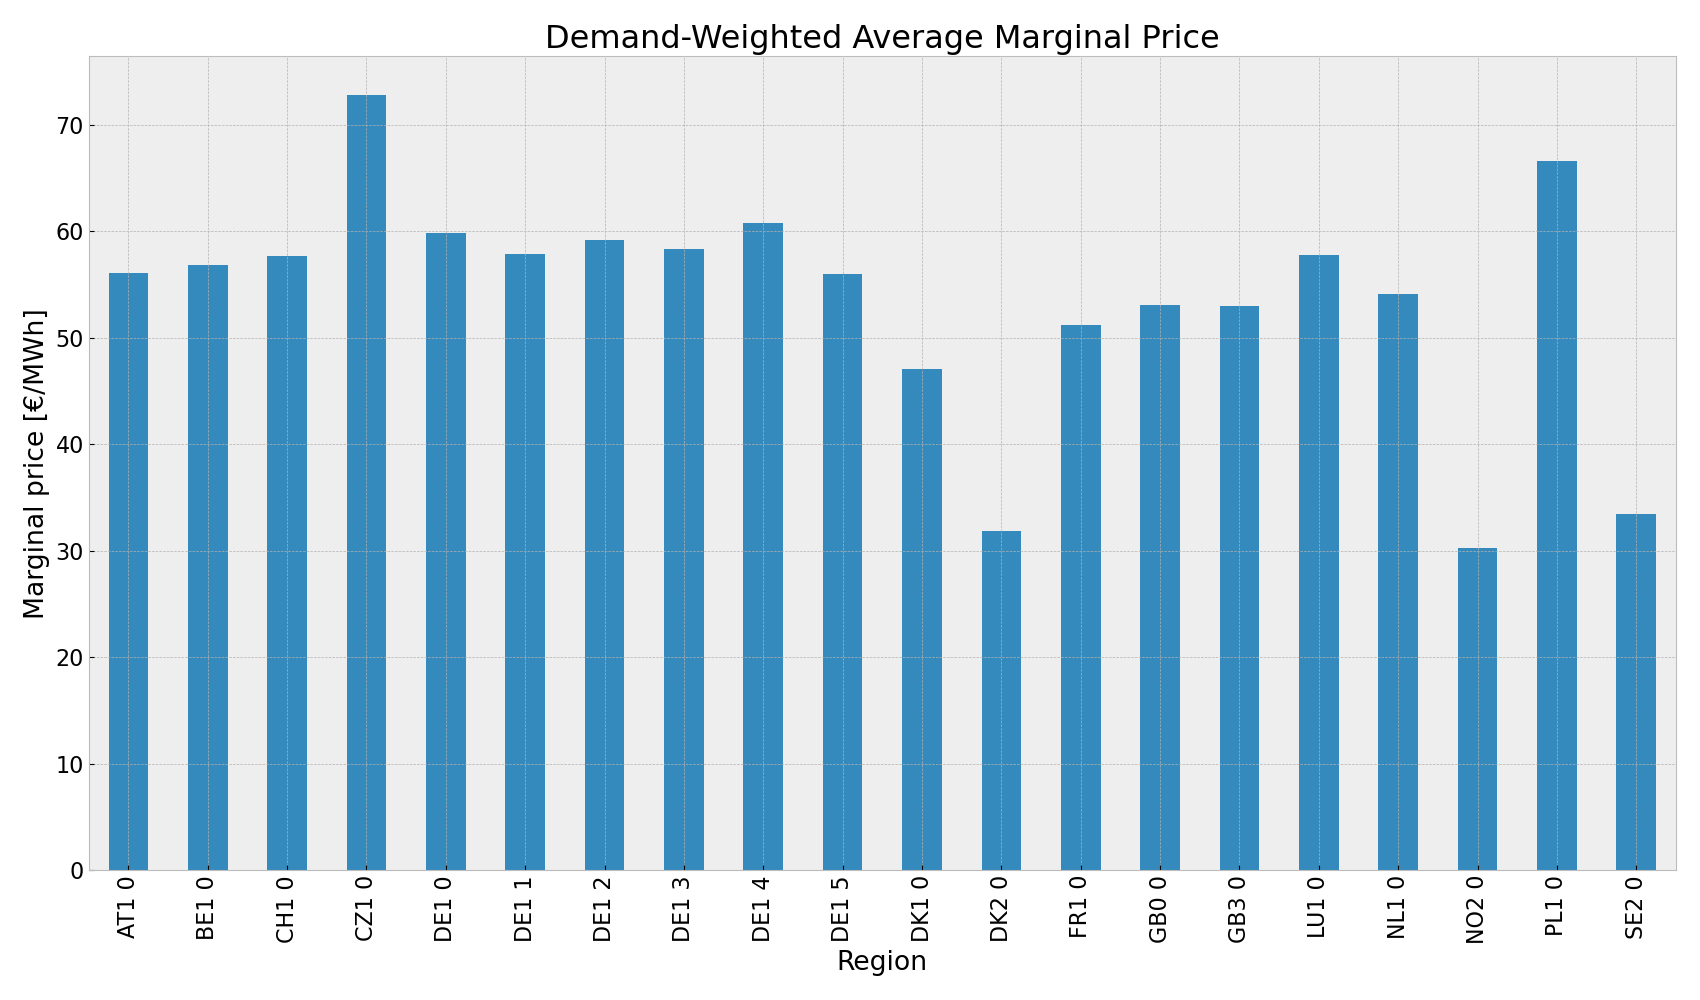 Demand-Weighted Average Marginal Price
Marginal price [€/MWh]
70
60
50
40
30
20
10
0
AT1 0
BE1 0
CH1 0
CZ1 0
DE1 0
DE1 1
DE1 2
DE1 3
DE1 4
DE1 5
DK1 0
DK2 0
FR1 0
GB0 0
GB3 0
LU1 0
NL1 0
NO2 0
PL1 0
SE2 0
Region